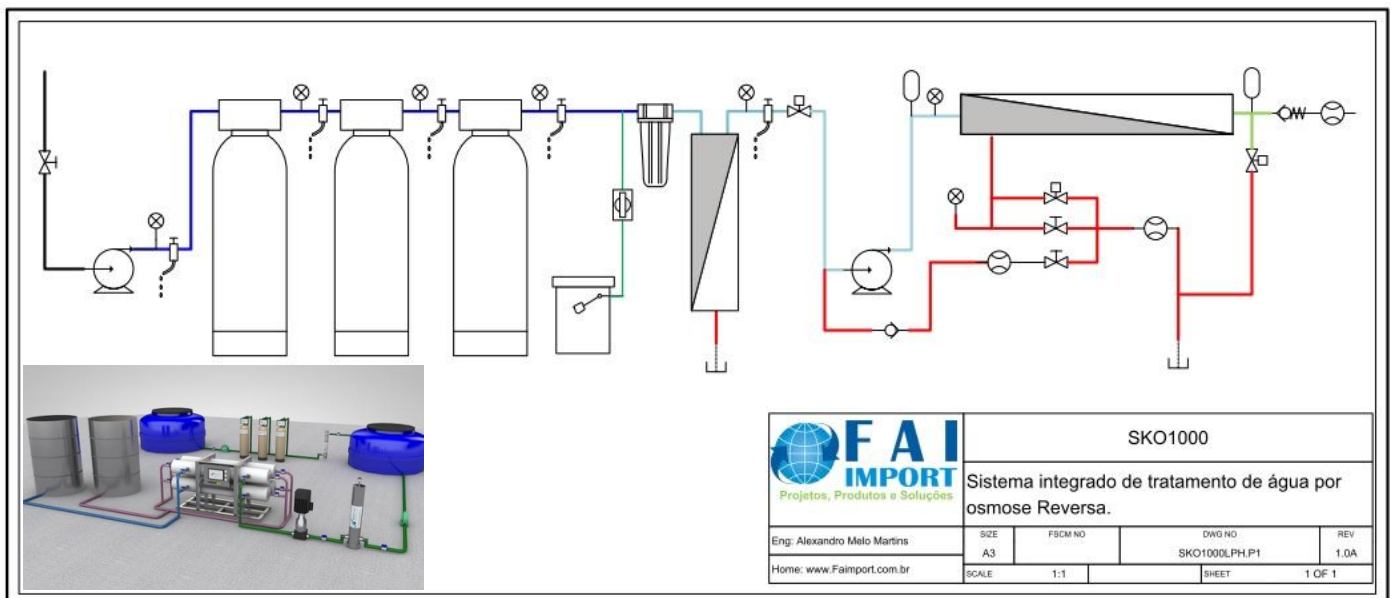 FAI
IMPORT
Projetos, Produtos e Soluções
SKO1000
Sistema integrado de tratamento de água por
osmose Reversa.
Eng: Alexandro Melo Martins
Home: www.Faimport.com.br
SIZE
A3
FSCM NO
DWG NO
SKO1000LPH.P1
REV
1.0A
SCALE 1:1
SHEET 1 OF 1